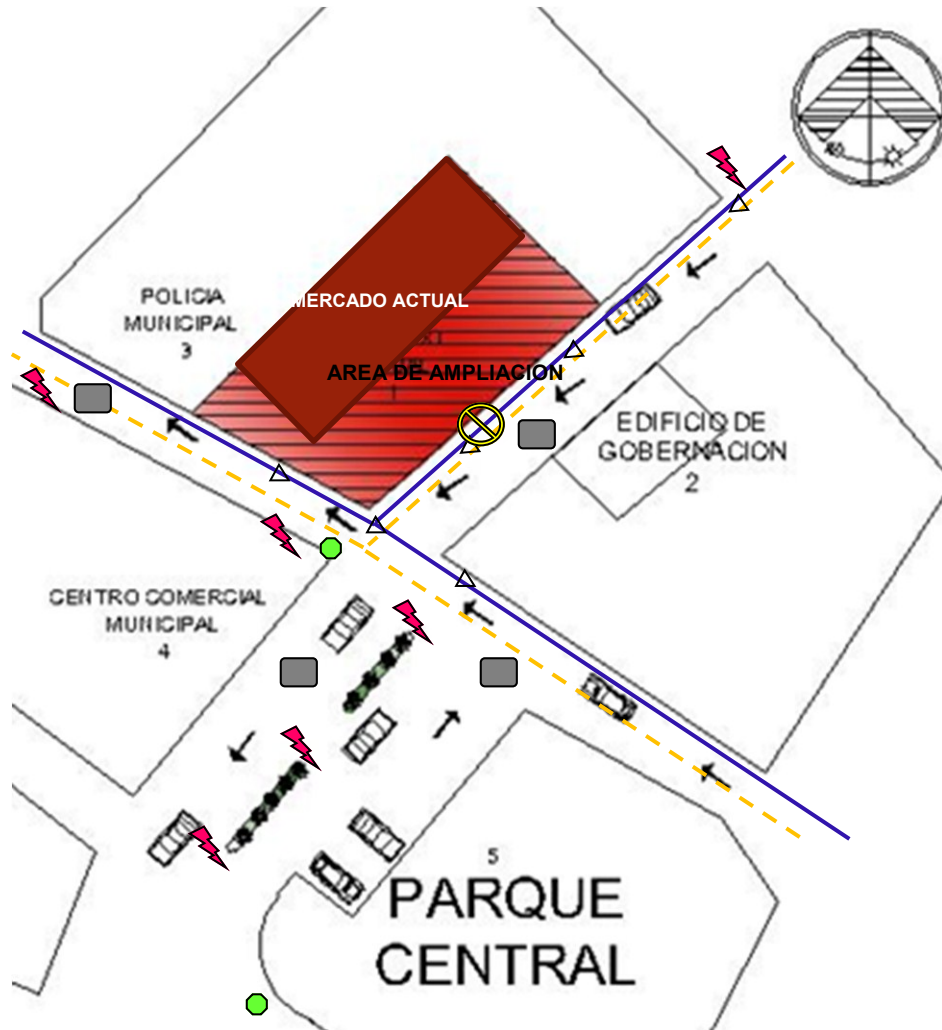 POLICIA
MUNICIPAL
3
MERCADO ACTUAL
AREA DE AMPLIACION
1
EDIFICIO DE
GOBERNACION
2
CENTRO COMERCIAL
MUNICIPAL
4
5
PARQUE
CENTRAL